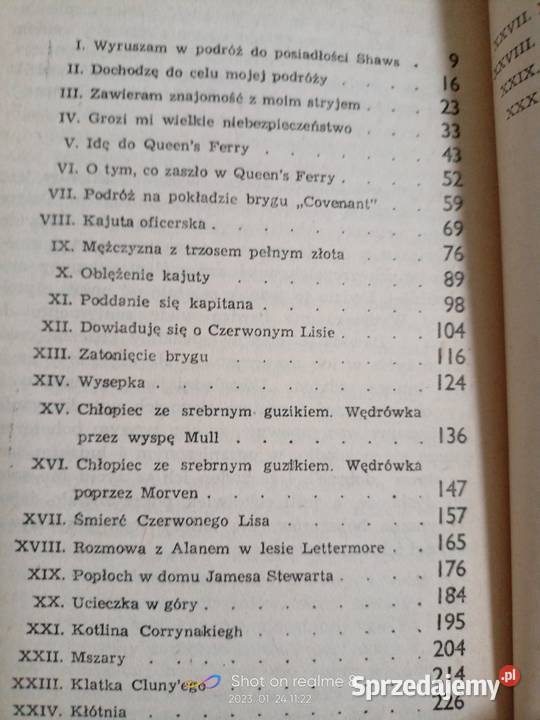 I. Wyruszam w podróż do posiadłości Shaws . 9
II. Dochodzę do celu mojej podróży . . . . 16
III. Zawieram znajomość z moim stryjem . . . 23
IV. Grozi mi wielkie niebezpieczeństwo . . . 33
V. Idę do Queen's Ferry . . . . . . 43
VI. O tym, co zaszło w Queen's Ferry . . . . 52
VII. Podróż na pokładzie brygu „Covenant" . . 59
VIII. Kajuta oficerska . . . . . . . 69
IX. Mężczyzna z trzosem pełnym złota . . . 76
X. Oblężenie kajuty . . . . . . . 89
XI. Poddanie się kapitana . . . . . . 98
XII. Dowiaduję się o Czerwonym Lisie . . . . 104
XIII. Zatonięcie brygu . . . . . . . 116
XIV. Wysepka . . . . . . . . . 124
XV. Chłopiec ze srebrnym guzikiem. Wędrówka
przez wyspę Mull . . . . . . . 136
XVI. Chłopiec ze srebrnym guzikiem. Wędrówka
poprzez Morven . . . . . . . . 147
XVII. Śmierć Czerwonego Lisa . . . . . . 157
XVIII. Rozmowa z Alanem w lesie Lettermore . . 165
XIX. Popłoch w domu Jamesa Stewarta . . . . 176
XX. Ucieczka w góry . . . . . . . . 184
XXI. Kotlina Corrynakiegh . . . . . . 195
XXII. Mszary . . . . . . . . . 204
XXIII. Klatka Cluny'ego . . . . . . . 214
XXIV. Kłótnia 226
XXVII.
XXVIII.
XXIX.
XXX
Shot on realme 8
2023.01.24 11:22
Sprzedajemy.pl